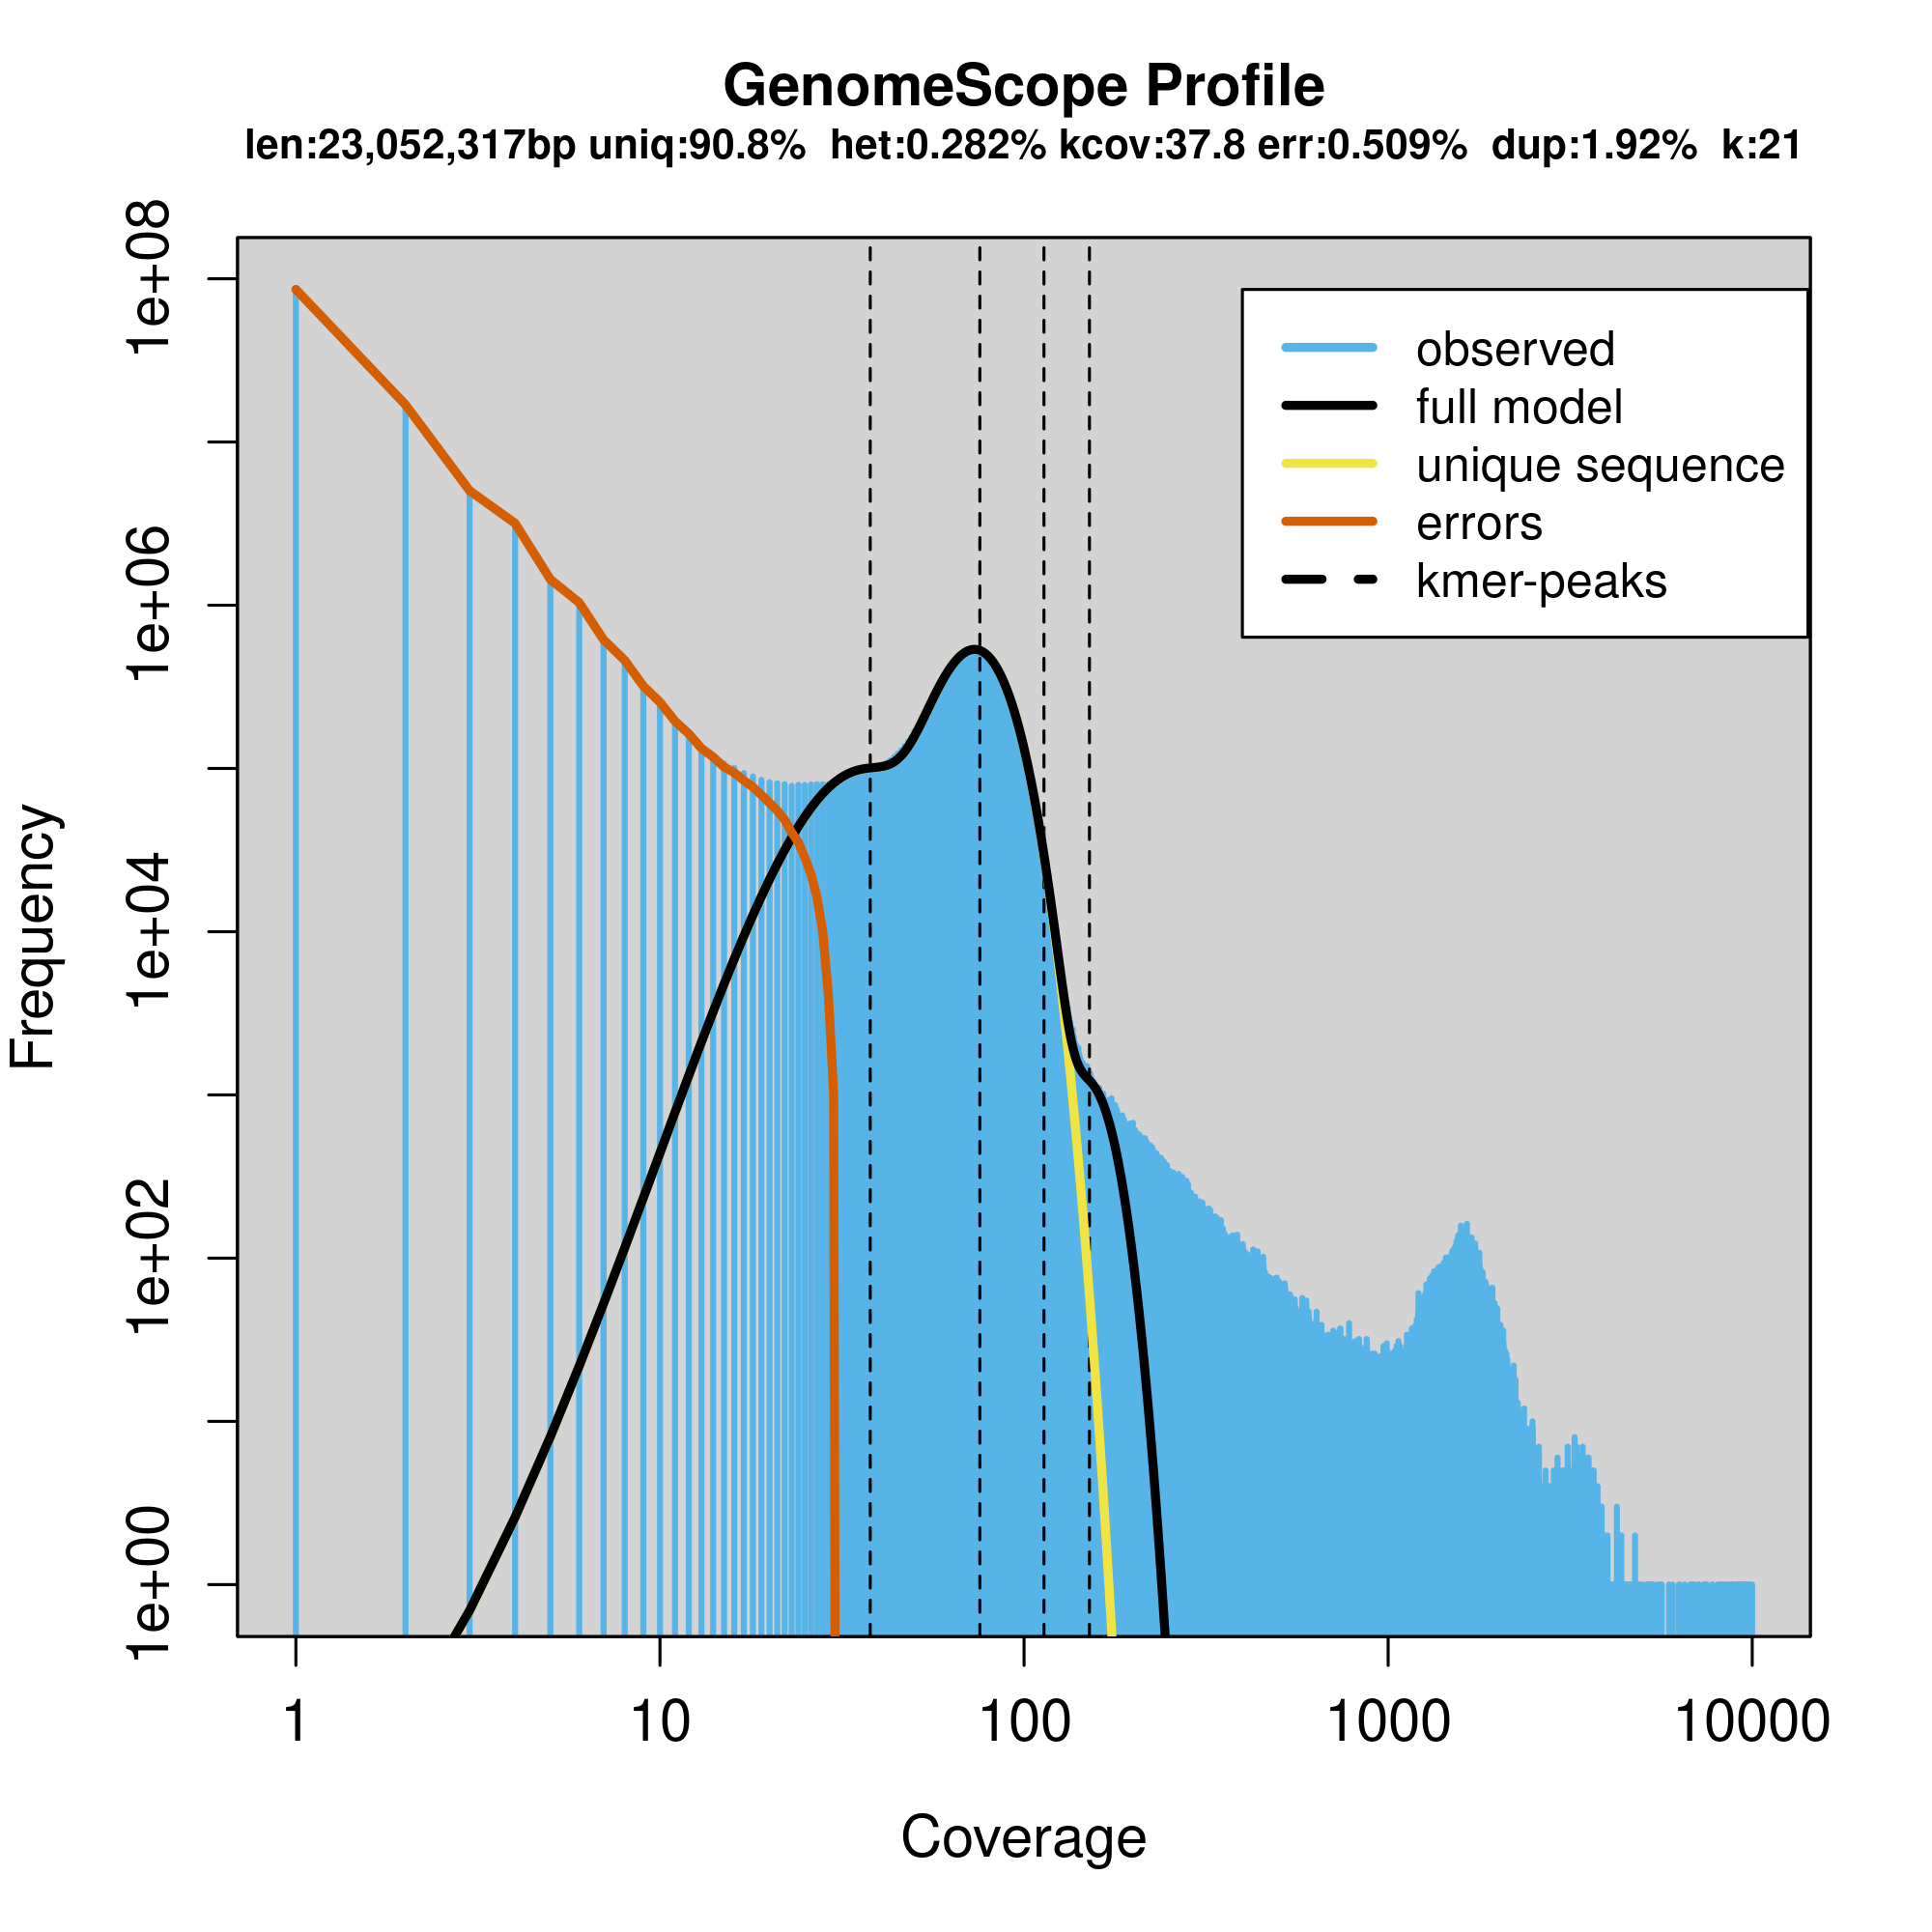 GenomeScope Profile
len:23,052,317bp uniq:90.8% het:0.282% kcov:37.8 err:0.509% dup:1.92% k:21
1e+08
1e+06
1e+04
1e+02
1e+00
Frequency
observed
full model
unique sequence
errors
kmer-peaks
1 10 100 1000 10000
Coverage